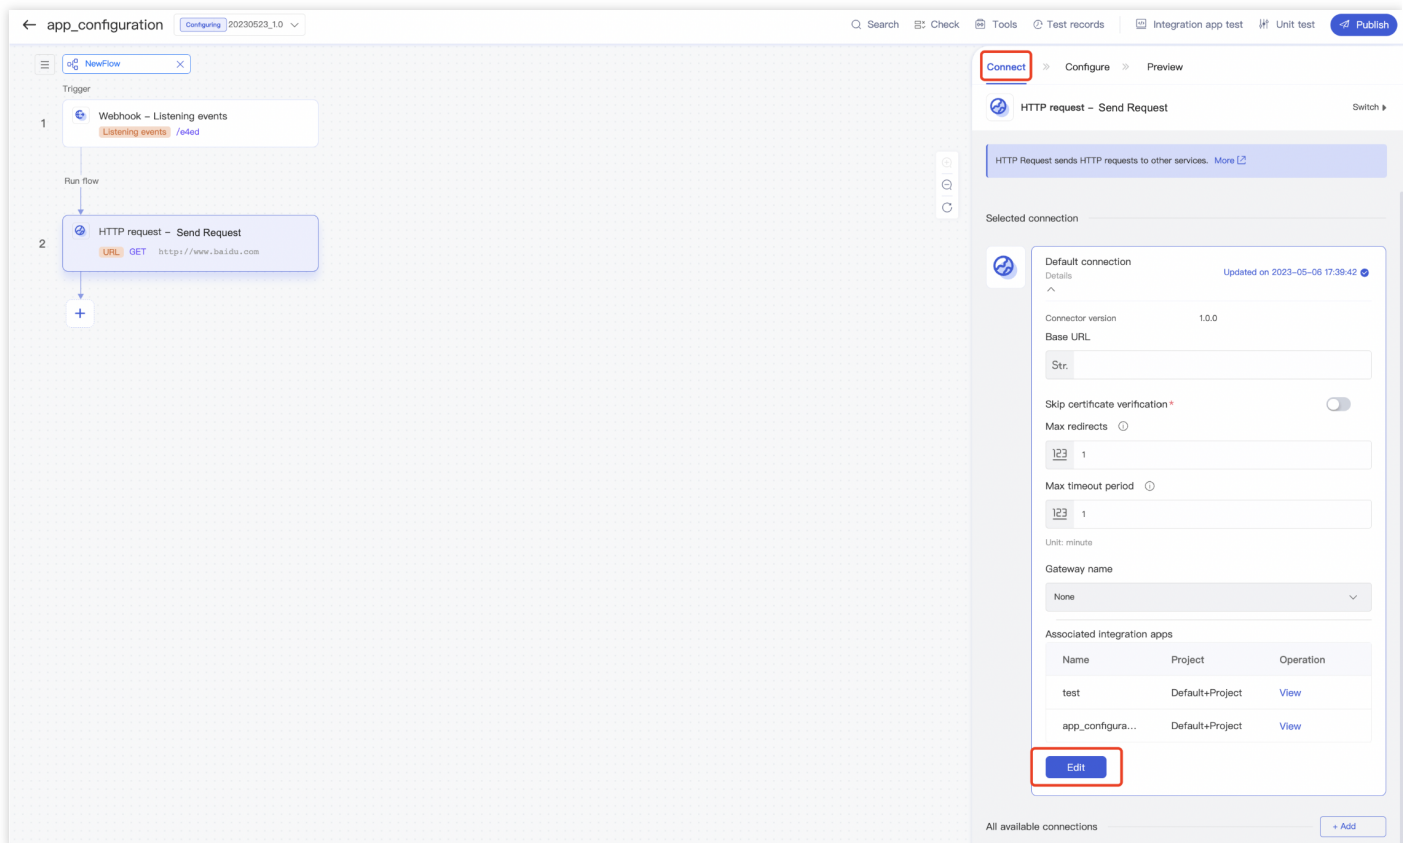 app_configuration Configuring 20230523_1.0 Search Check Tools Test records Integration app test Unit test Publish
NewFlow
Trigger
1
Webhook – Listening events
Listening events /e4ed
Run flow
2
HTTP request – Send Request
URL GET http://www.baidu.com
Connect Configure Preview
HTTP request – Send Request Switch
HTTP Request sends HTTP requests to other services. More
Selected connection
Default connection
Details
Updated on 2023-05-06 17:39:42
Connector version 1.0.0
Base URL
Str.
Skip certificate verification*
Max redirects
123 1
Max timeout period
123 1
Unit: minute
Gateway name
None
Associated integration apps
Name Project Operation
test Default+Project View
app_configura... Default+Project View
Edit
All available connections + Add